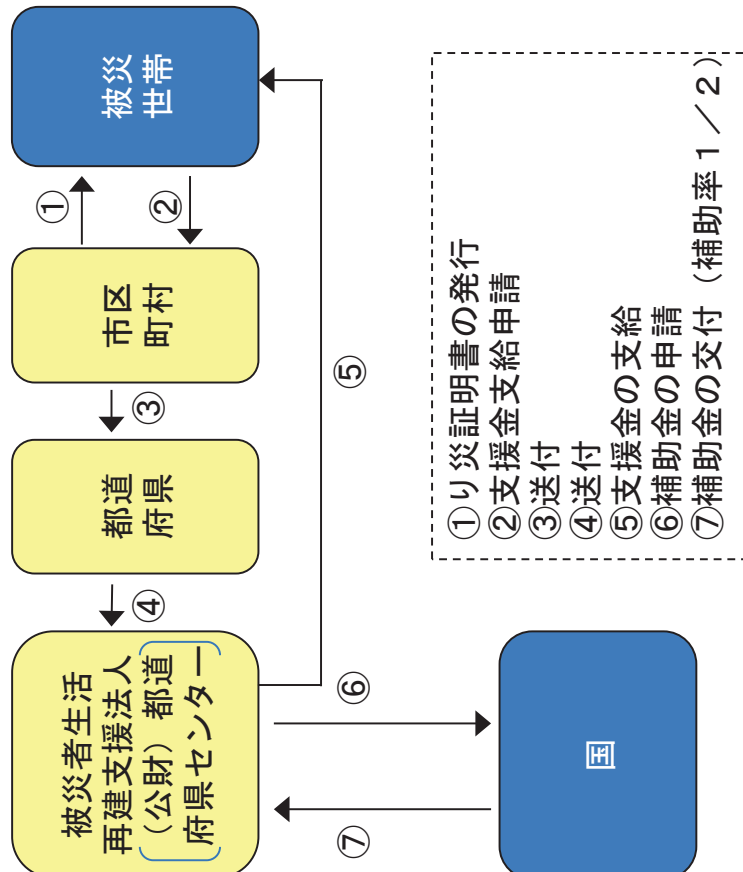 被災者生活
再建支援法人
（公財）都道
府県センター
④
都道
府県
③
市区
町村
①
②
被災
世帯
⑤
⑥
⑦
国
①り災証明書の発行
②支援金支給申請
③送付
④送付
⑤支援金の支給
⑥補助金の申請
⑦補助金の交付（補助率１／２）